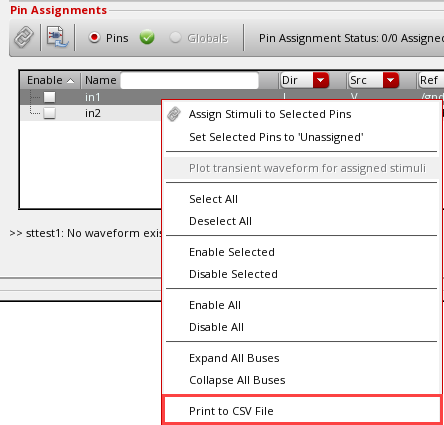 Pin Assignments
Pins Globals Pin Assignment Status: 0/0 Assigned
Enable Name Dir Src Ref
in1 I V /gnd
in2
Assign Stimuli to Selected Pins
Set Selected Pins to 'Unassigned'
Plot transient waveform for assigned stimuli
Select All
Deselect All
>> sttest1: No waveform exis
Enable Selected
Disable Selected
Enable All
Disable All
Expand All Buses
Collapse All Buses
Print to CSV File